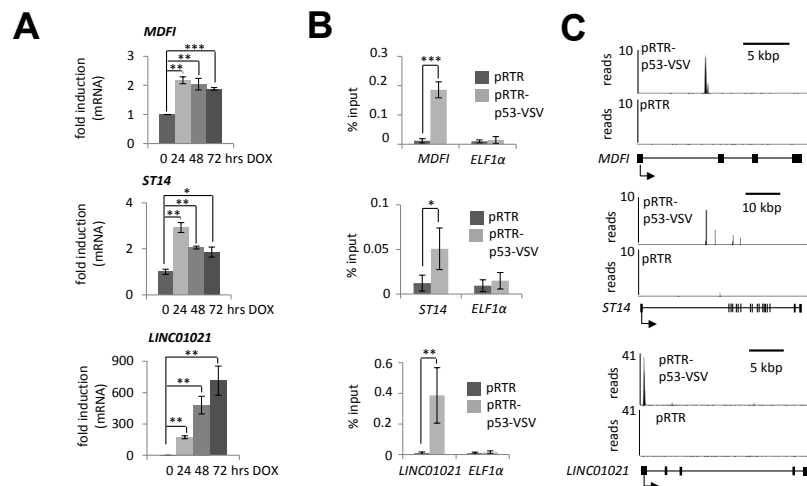 A
B
C
MDFI
fold induction
(mRNA)
3
2
1
0
***
**
**
0 24 48 72 hrs DOX
ST14
fold induction
(mRNA)
4
2
0
*
**
**
0 24 48 72 hrs DOX
LINC01021
fold induction
(mRNA)
900
600
300
0
**
**
**
0 24 48 72 hrs DOX
% input
0.3
0.2
0.1
0
***
pRTR
pRTR-
p53-VSV
MDFI ELF1α
% input
0.1
0.05
0
*
pRTR
pRTR-
p53-VSV
ST14 ELF1α
% input
0.6
0.4
0.2
0
**
pRTR
pRTR-
p53-VSV
LINC01021 ELF1α
10
reads
pRTR-
p53-VSV
5 kbp
10
reads
pRTR
MDFI
10
reads
pRTR-
p53-VSV
10 kbp
10
reads
pRTR
ST14
41
reads
pRTR-
p53-VSV
5 kbp
41
reads
pRTR
LINC01021